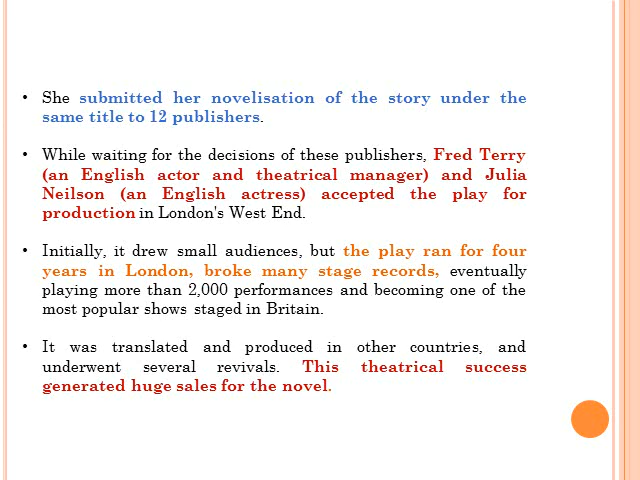 • She submitted her novelisation of the story under the
same title to 12 publishers.
• While waiting for the decisions of these publishers, Fred Terry
(an English actor and theatrical manager) and Julia
Neilson (an English actress) accepted the play for
production in London's West End.
• Initially, it drew small audiences, but the play ran for four
years in London, broke many stage records, eventually
playing more than 2,000 performances and becoming one of the
most popular shows staged in Britain.
• It was translated and produced in other countries, and
underwent several revivals. This theatrical success
generated huge sales for the novel.